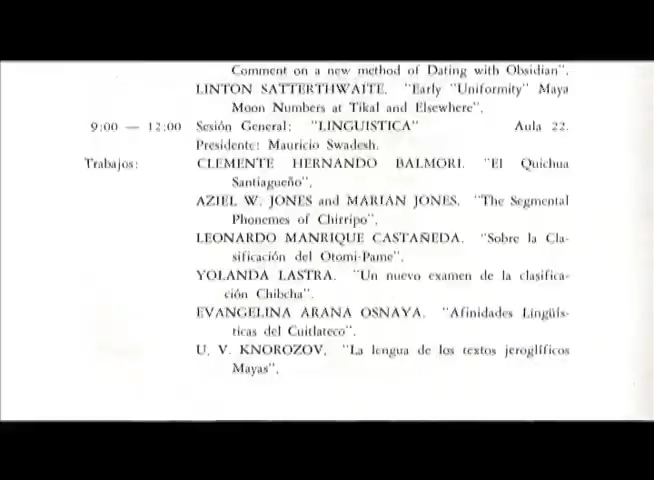 Comment on a new method of Dating with Obsidian".
LINTON SATTERTHWAITE. "Early "Uniformity" Maya
Moon Numbers at Tikal and Elsewhere".
9:00 — 12:00 Sesión General: "LINGUISTICA" Aula 22.
Presidente: Mauricio Swadesh.
Trabajos: CLEMENTE HERNANDO BALMORI. "El Quichua
Santiagueño".
AZIEL W. JONES and MARIAN JONES. "The Segmental
Phonemes of Chirripo".
LEONARDO MANRIQUE CASTAÑEDA. "Sobre la Cla-
sificación del Otomi-Pame".
YOLANDA LASTRA. "Un nuevo examen de la clasifica-
ción Chibcha".
EVANGELINA ARANA OSNAYA. "Afinidades Lingüís-
ticas del Cuitlateco".
U. V. KNOROZOV. "La lengua de los textos jeroglíficos
Mayas".